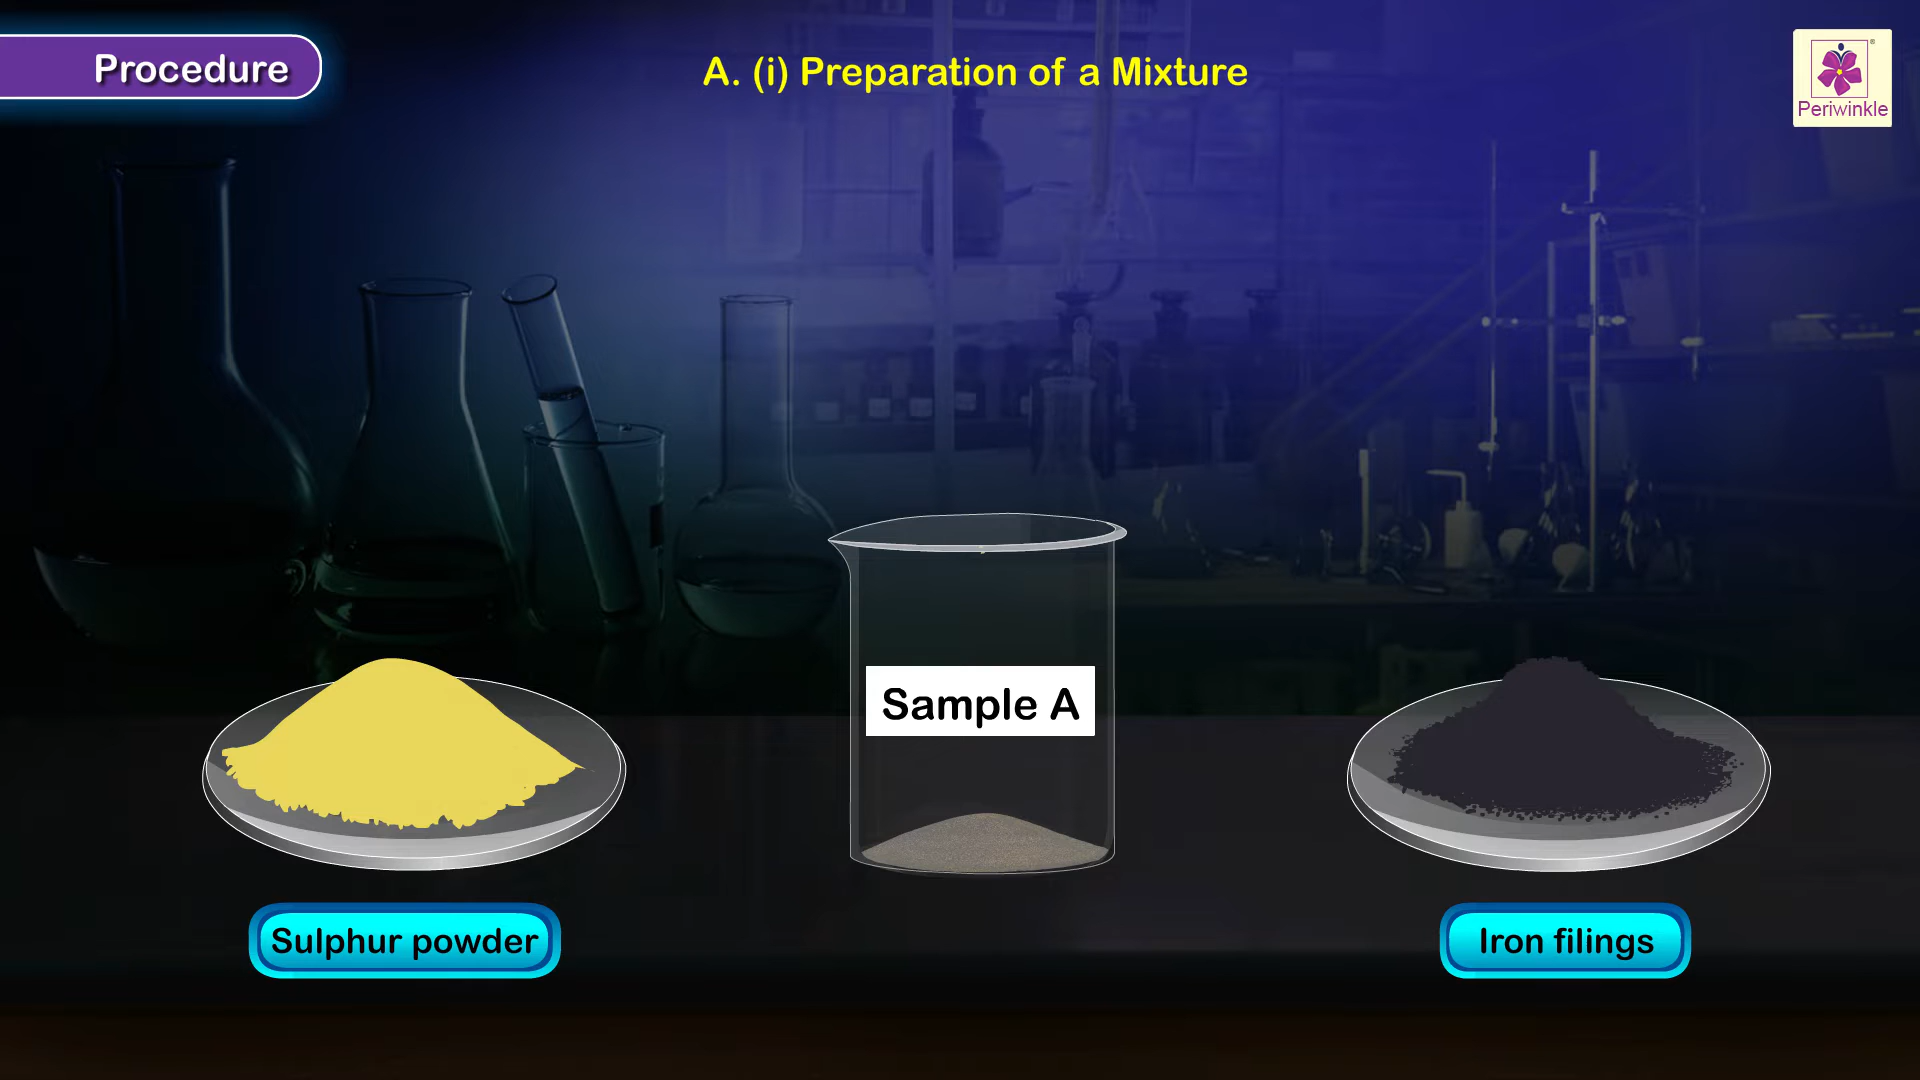 Procedure
A. (i) Preparation of a Mixture
Periwinkle
Sample A
Sulphur powder
Iron filings